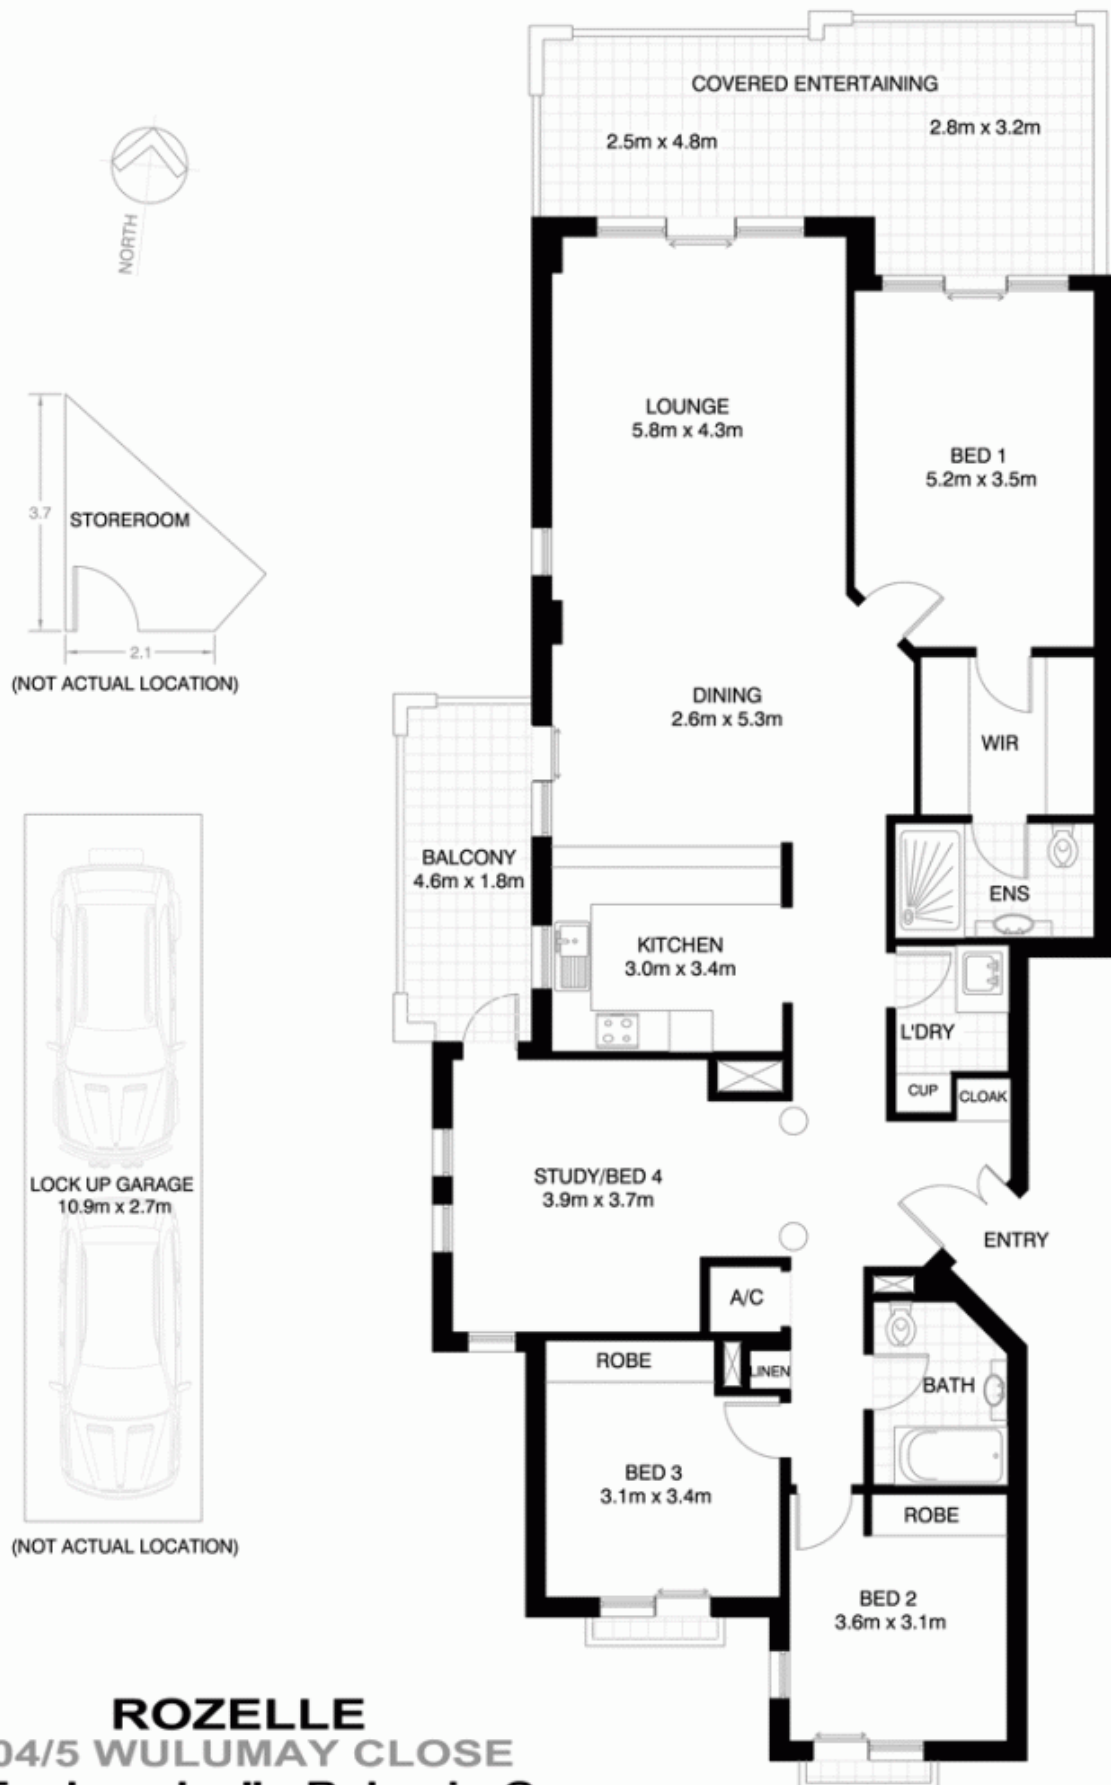 COVERED ENTERTAINING
2.5m x 4.8m
2.8m x 3.2m
NORTH
LOUNGE
5.8m x 4.3m
BED 1
5.2m x 3.5m
3.7
STOREROOM
2.1
(NOT ACTUAL LOCATION)
DINING
2.6m x 5.3m
WIR
BALCONY
4.6m x 1.8m
ENS
KITCHEN
3.0m x 3.4m
L'DRY
CUP
CLOAK
STUDY/BED 4
3.9m x 3.7m
LOCK UP GARAGE
10.9m x 2.7m
ENTRY
A/C
ROBE
LINEN
BATH
BED 3
3.1m x 3.4m
ROBE
(NOT ACTUAL LOCATION)
BED 2
3.6m x 3.1m
ROZELLE
04/5 WULUMAY CLOSE